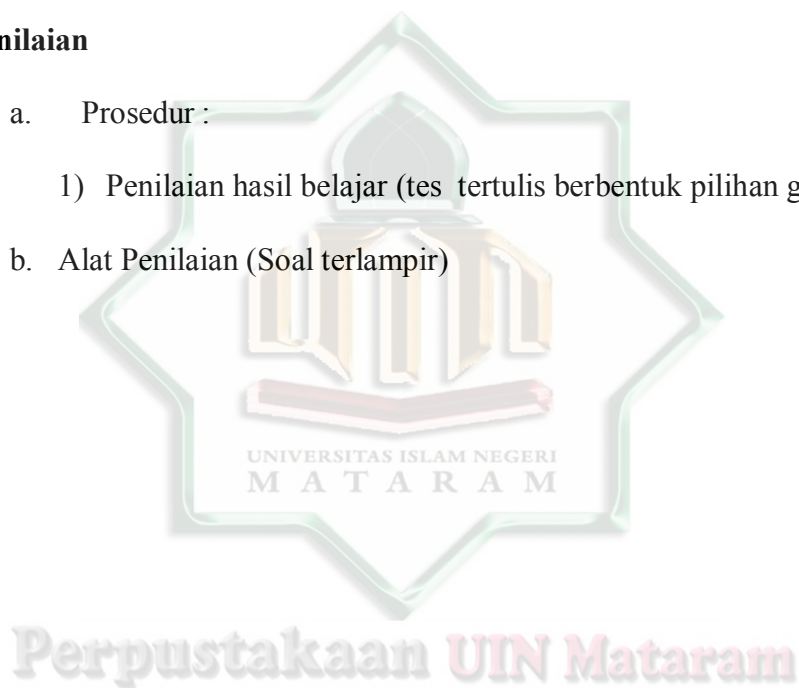 nilaian
a. Prosedur :
1) Penilaian hasil belajar (tes tertulis berbentuk pilihan g
b. Alat Penilaian (Soal terlampir)
UNIVERSITAS ISLAM NEGERI
MATARAM
Perpustakaan UIN Mataram